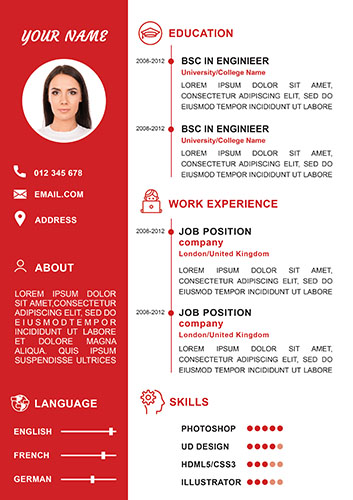 YOUR NAME
012 345 678
EMAIL.COM
ADDRESS
ABOUT
LOREM IPSUM DOLOR
SIT AMET,CONSECTETUR
ADIPISCING ELIT, SED DO
EIUSMOD TEMPOR
INCIDIDUNT UT LABORE
ET DOLORE MAGNA
ALIQUA. QUIS IPSUM
SUSPENDISSE ULTRICES
LANGUAGE
ENGLISH
FRENCH
GERMAN
EDUCATION
2006-2012
BSC IN ENGINIEER
University/College Name
LOREM IPSUM DOLOR SIT AMET,
CONSECTETUR ADIPISCING ELIT, SED DO
EIUSMOD TEMPOR INCIDIDUNT UT LABORE
2006-2012
BSC IN ENGINIEER
University/College Name
LOREM IPSUM DOLOR SIT AMET,
CONSECTETUR ADIPISCING ELIT, SED DO
EIUSMOD TEMPOR INCIDIDUNT UT LABORE
WORK EXPERIENCE
2006-2012
JOB POSITION
company
London/United Kingdom
LOREM IPSUM DOLOR SIT AMET,
CONSECTETUR ADIPISCING ELIT, SED DO
EIUSMOD TEMPOR INCIDIDUNT UT LABORE
2006-2012
JOB POSITION
company
London/United Kingdom
LOREM IPSUM DOLOR SIT AMET,
CONSECTETUR ADIPISCING ELIT, SED DO
EIUSMOD TEMPOR INCIDIDUNT UT LABORE
SKILLS
PHOTOSHOP
UD DESIGN
HDML5/CSS3
ILLUSTRATOR